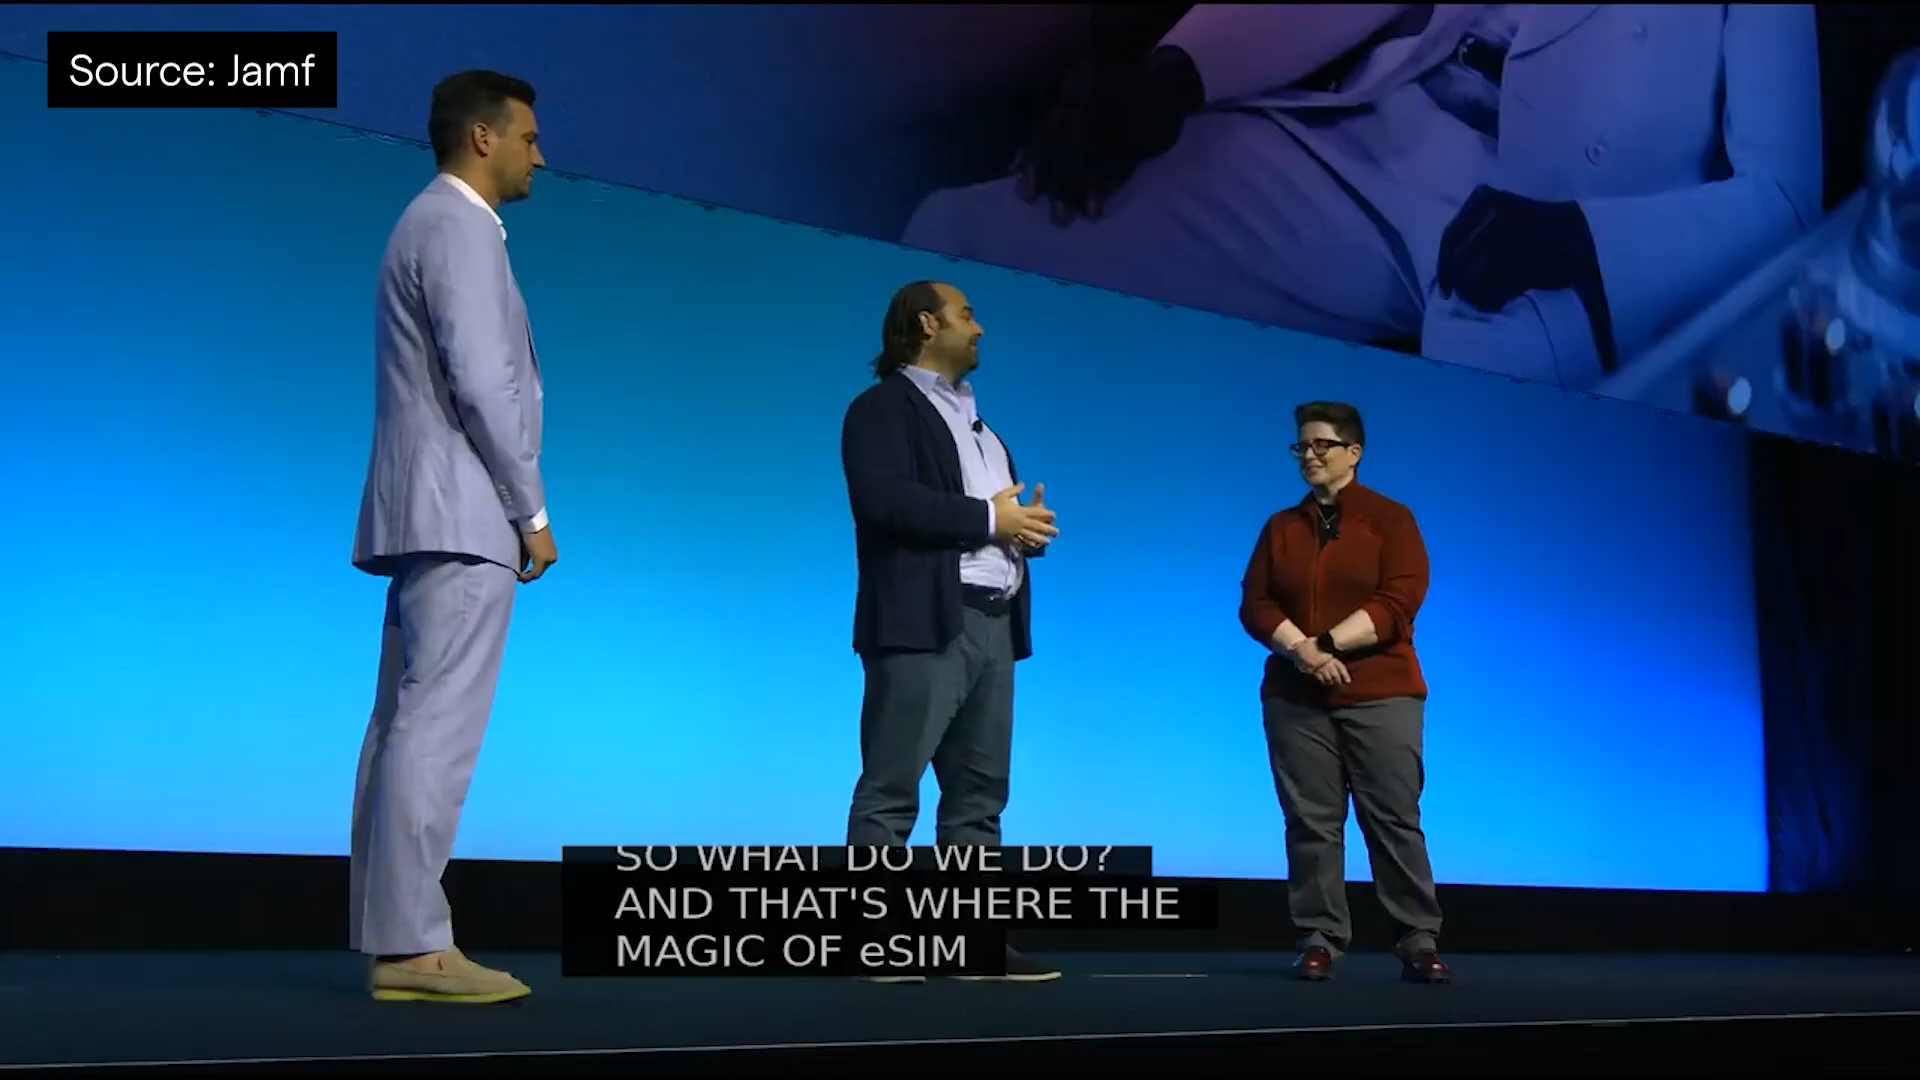 Source: Jamf
SO WHAT DO WE DO?
AND THAT'S WHERE THE
MAGIC OF eSIM